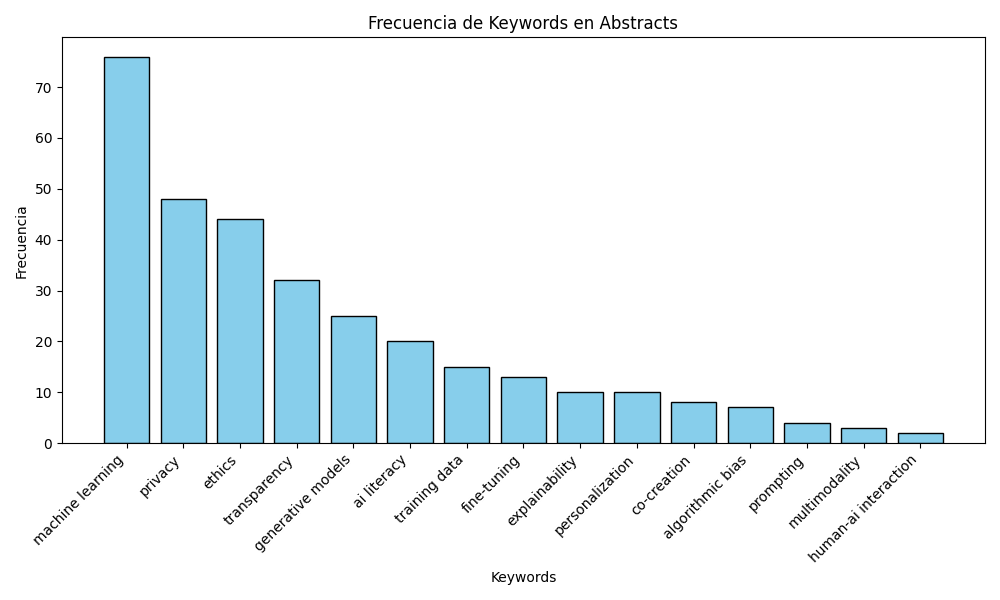 Frecuencia de Keywords en Abstracts
Frecuencia
70
60
50
40
30
20
10
0
machine learning
privacy
ethics
transparency
generative models
ai literacy
training data
fine-tuning
explainability
personalization
co-creation
algorithmic bias
prompting
multimodality
human-ai interaction
Keywords